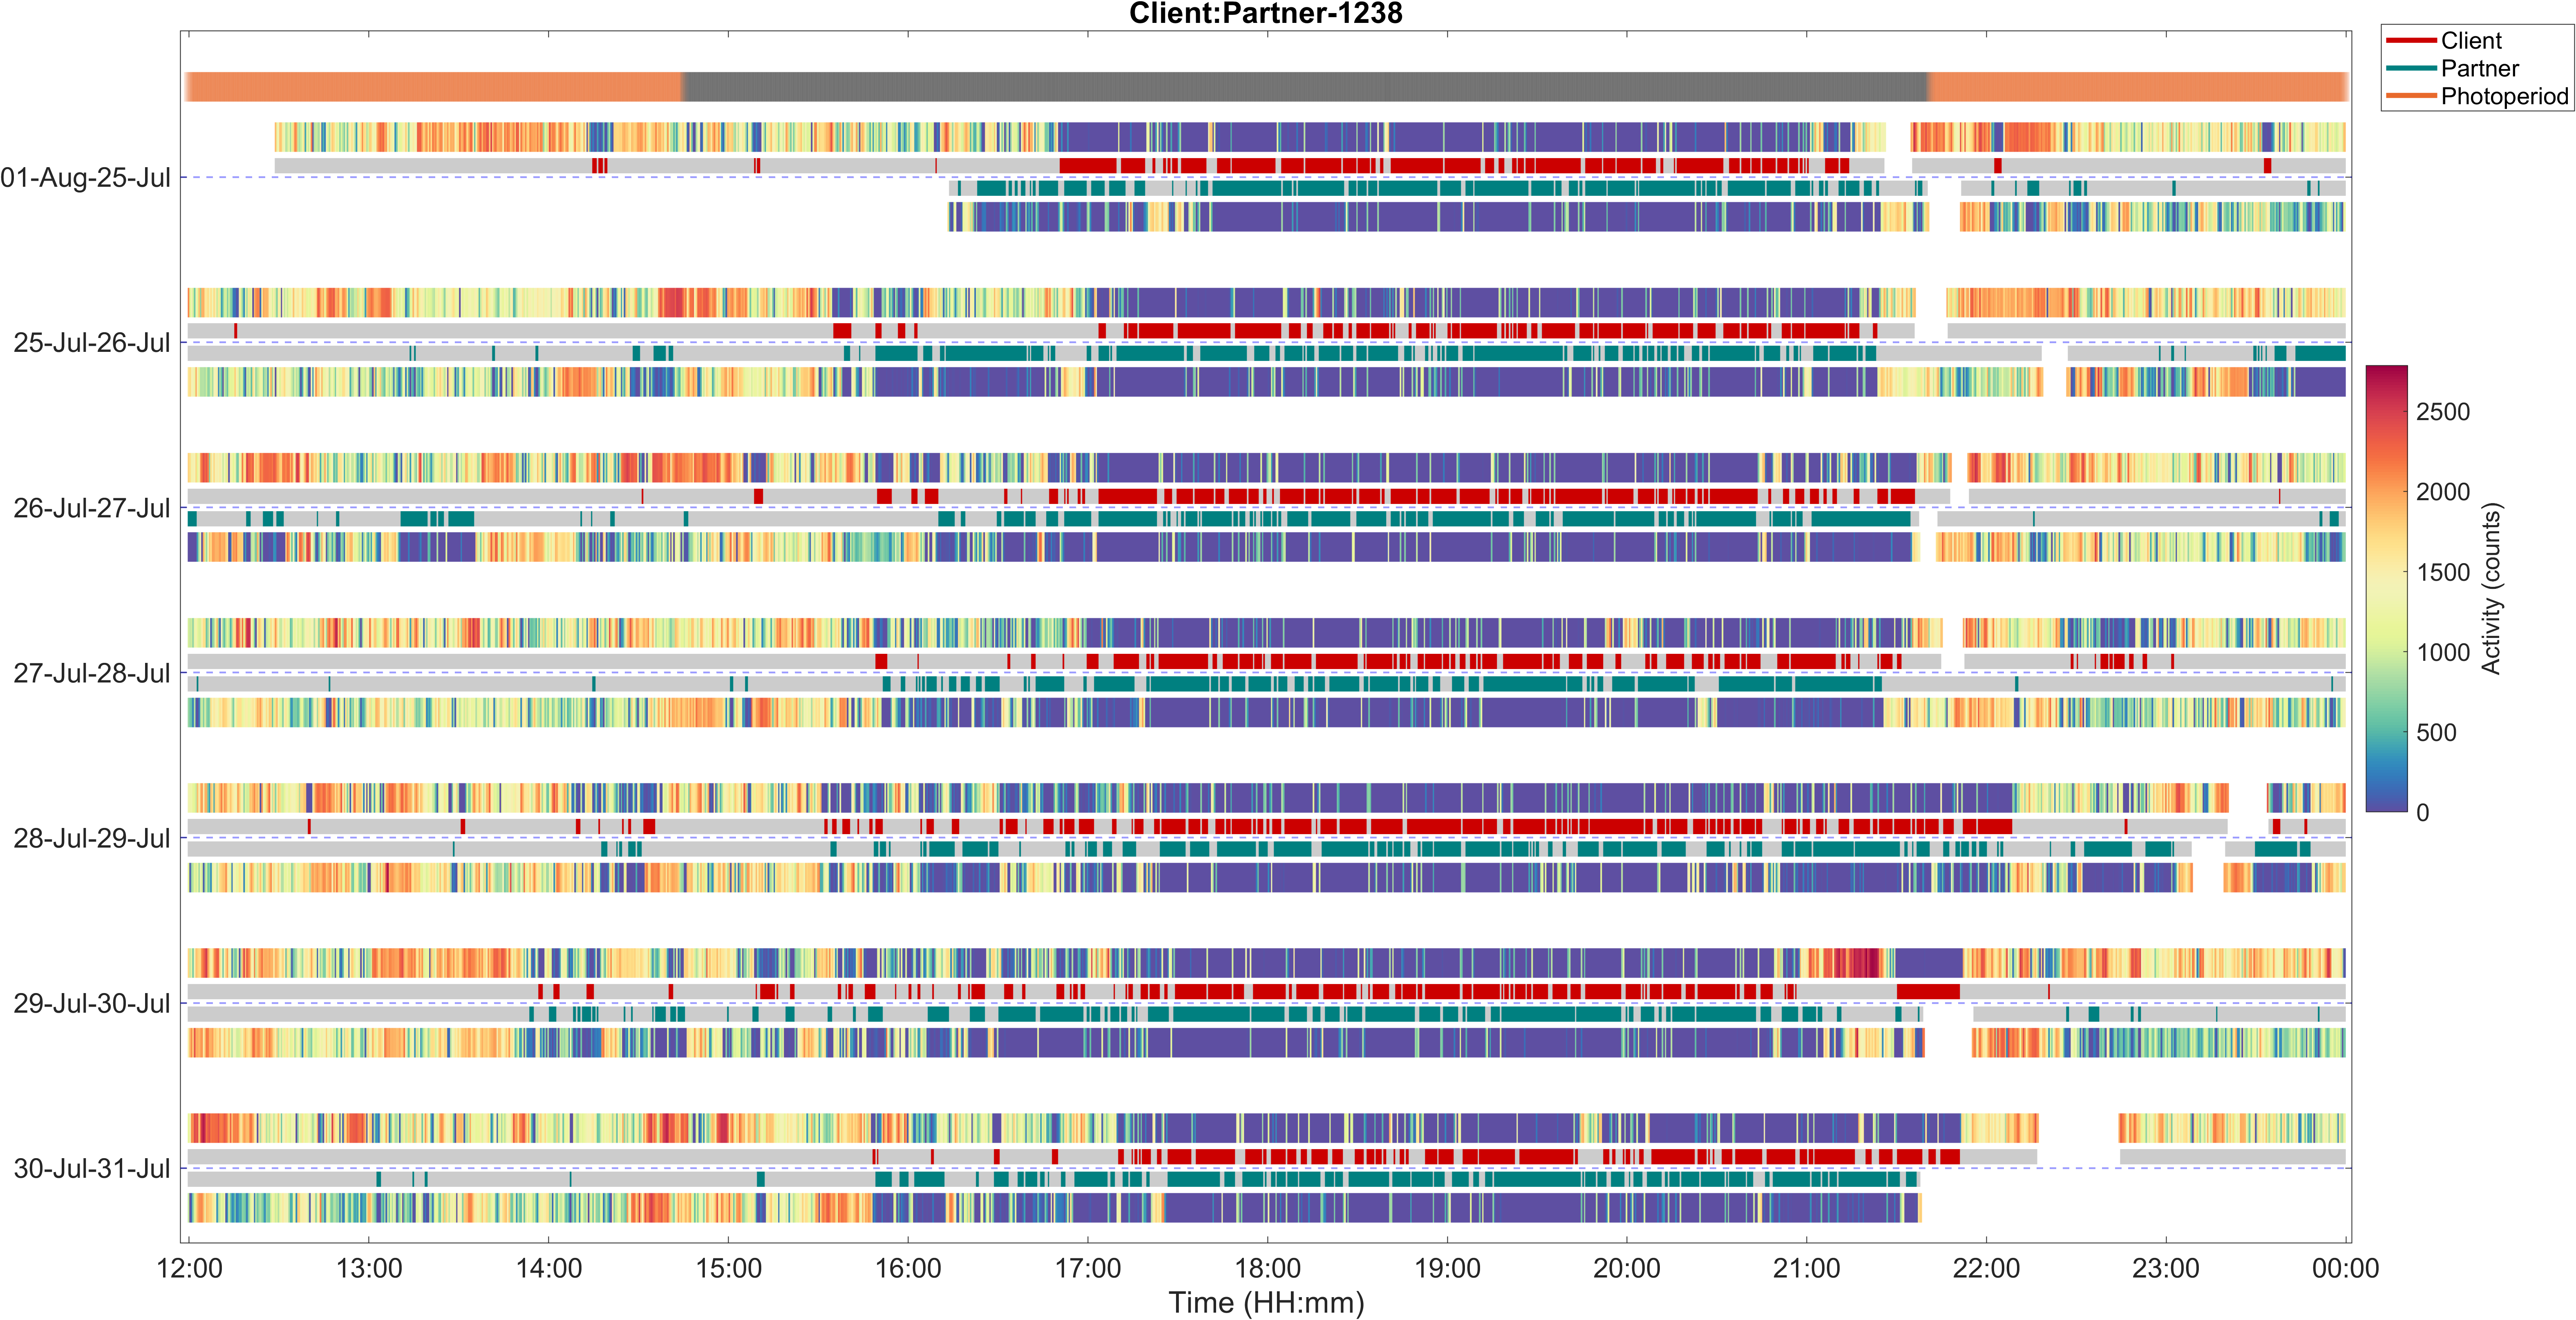 Client:Partner-1238
Client
Partner
Photoperiod
01-Aug-25-Jul
25-Jul-26-Jul
26-Jul-27-Jul
27-Jul-28-Jul
28-Jul-29-Jul
29-Jul-30-Jul
30-Jul-31-Jul
2500
2000
1500
1000
500
0
Activity (counts)
12:00 13:00 14:00 15:00 16:00 17:00 18:00 19:00 20:00 21:00 22:00 23:00 00:00
Time (HH:mm)